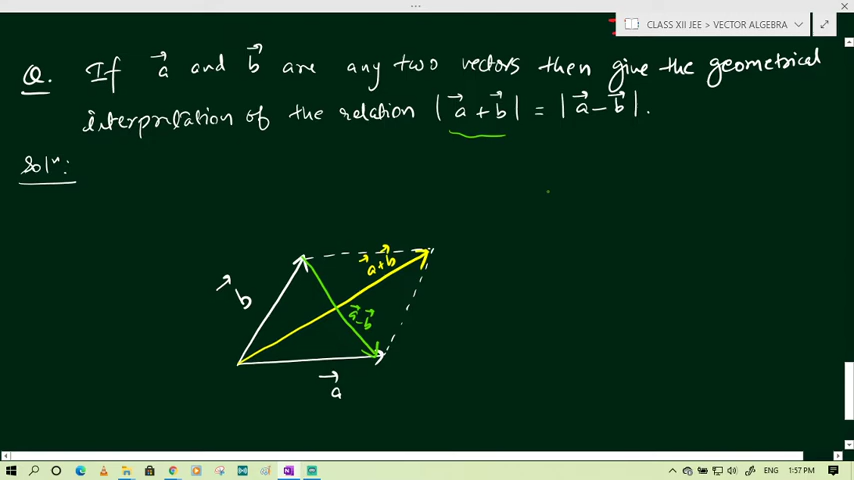 CLASS XII JEE > VECTOR ALGEBRA
Q. If a⃗ and b⃗ are any two vectors then give the geometrical
interpretation of the relation |a⃗ + b⃗| = |a⃗ - b⃗|.
Solⁿ:
a⃗+b⃗
b⃗
a⃗-b⃗
a⃗
ENG 1:57 PM